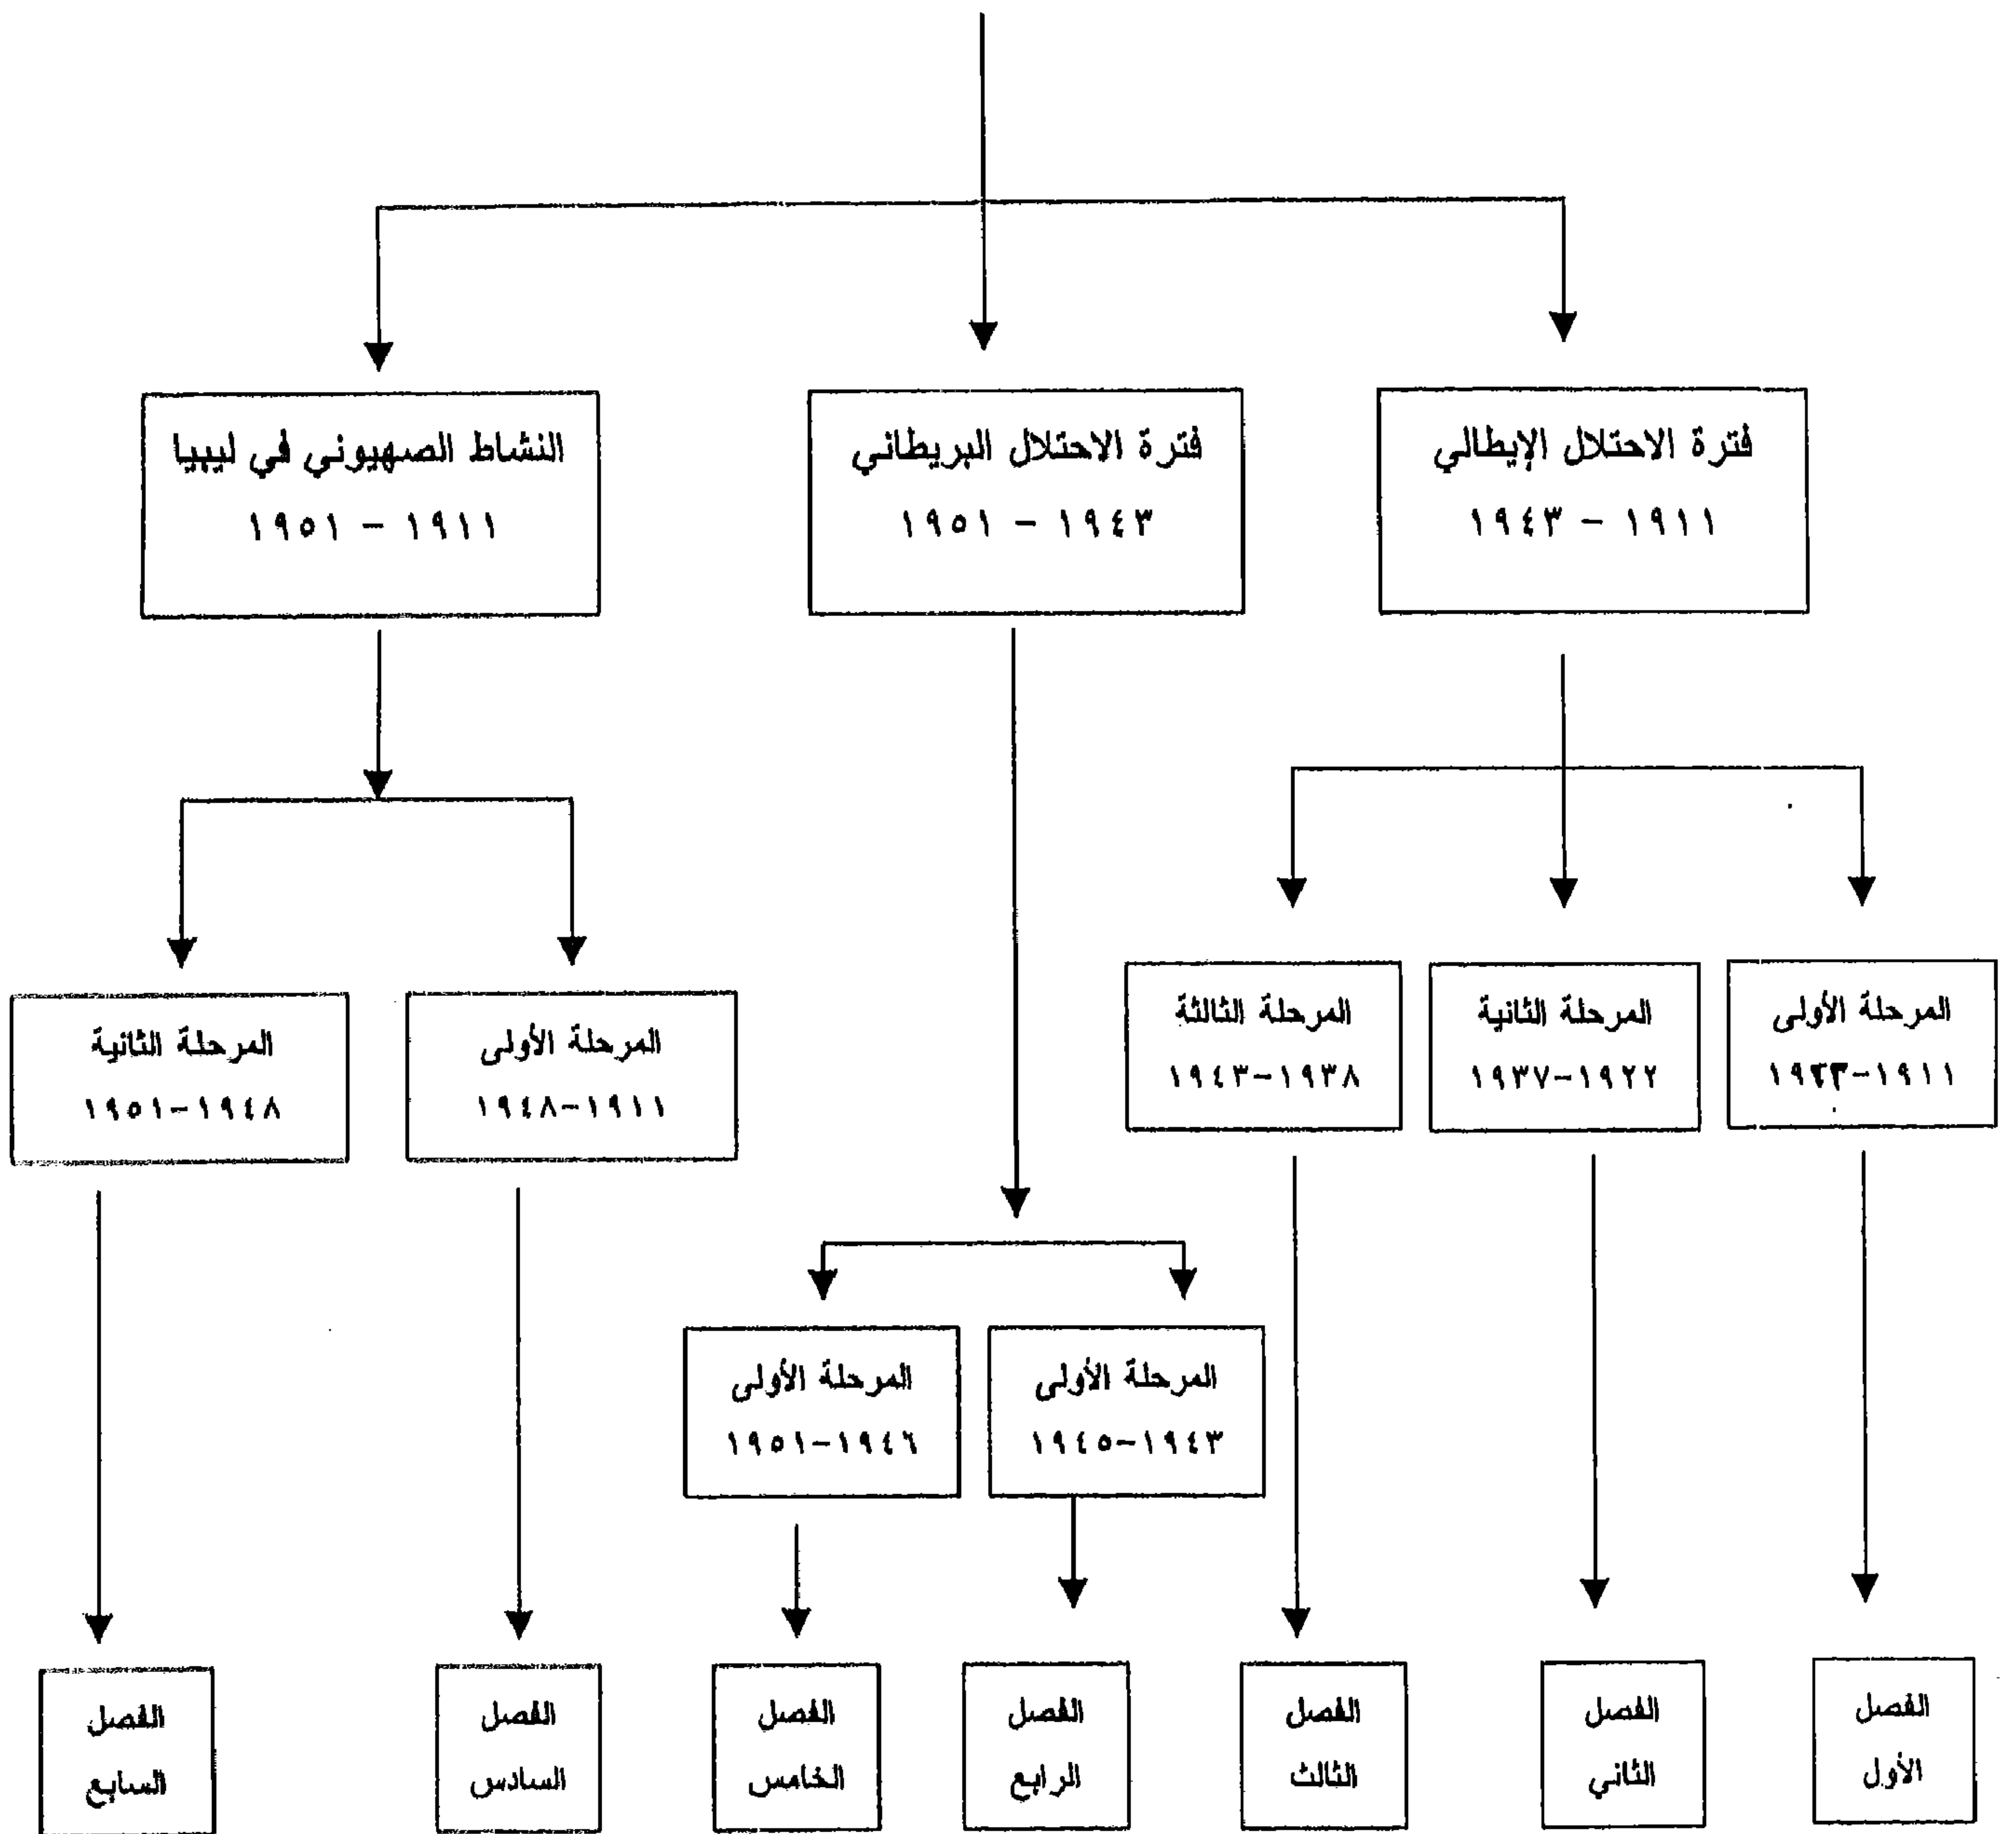 فترة الاحتلال الإيطالي
١٩١١ – ١٩٤٣
فترة الاحتلال البريطاني
١٩٤٣ – ١٩٥١
النشاط الصهيوني في ليبيا
١٩١١ – ١٩٥١
المرحلة الأولى
١٩١١–
المرحلة الثانية
١٩٢٢–١٩٣٧
المرحلة الثالثة
١٩٣٨–١٩٤٣
المرحلة الأولى
١٩١١–١٩٤٨
المرحلة الثانية
١٩٤٨–١٩٥١
المرحلة الأولى
١٩٤٣–١٩٤٥
المرحلة الأولى
١٩٤٦–١٩٥١
الفصل
الأول
الفصل
الثاني
الفصل
الثالث
الفصل
الرابع
الفصل
الخامس
الفصل
السادس
الفصل
السابع